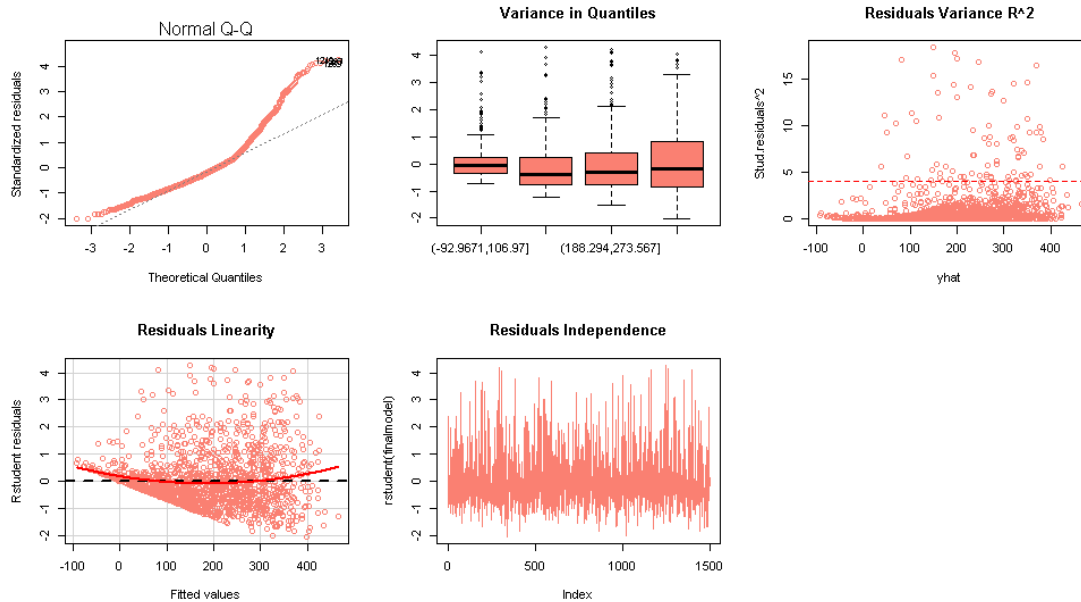 Normal Q-Q
Standardized residuals
-2 -1 0 1 2 3 4
-3 -2 -1 0 1 2 3
Theoretical Quantiles
Variance in Quantiles
-2 -1 0 1 2 3 4
(-92.9671,106.97] (188.294,273.567]
Residuals Variance R^2
Stud.residuals^2
0 5 10 15
-100 0 100 200 300 400
yhat
Residuals Linearity
Rstudent residuals
-2 -1 0 1 2 3 4
-100 0 100 200 300 400
Fitted values
Residuals Independence
rstudent(finalmodel)
-2 -1 0 1 2 3 4
0 500 1000 1500
Index